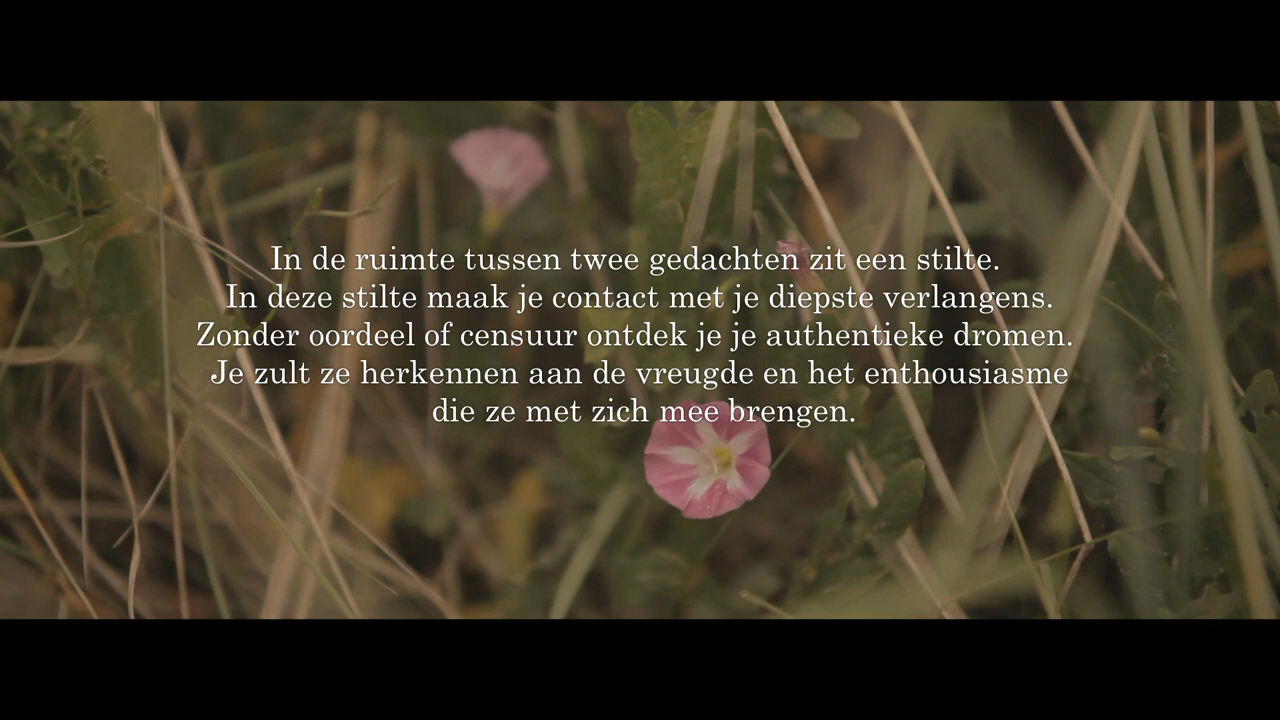 In de ruimte tussen twee gedachten zit een stilte.
In deze stilte maak je contact met je diepste verlangens.
Zonder oordeel of censuur ontdek je je authentieke dromen.
Je zult ze herkennen aan de vreugde en het enthousiasme
die ze met zich mee brengen.